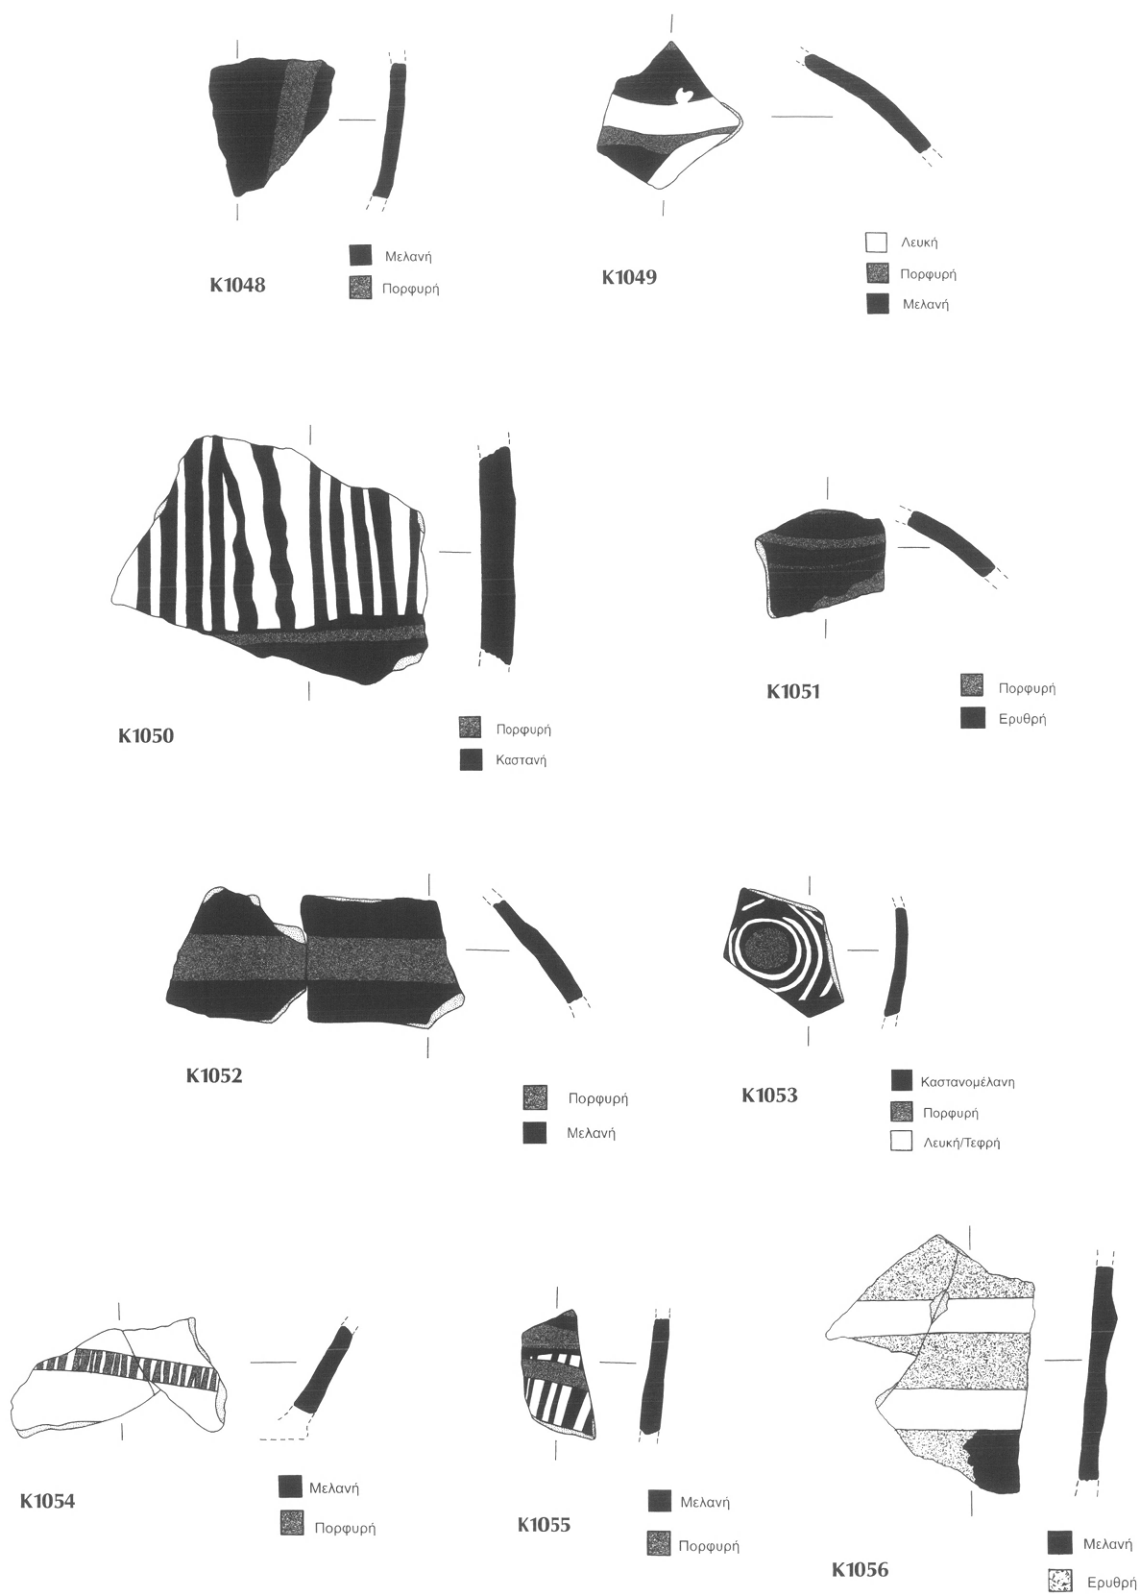 K1048
Μελανή
Πορφυρή
K1049
Λευκή
Πορφυρή
Μελανή
K1050
Πορφυρή
Καστανή
K1051
Πορφυρή
Ερυθρή
K1052
Πορφυρή
Μελανή
K1053
Καστανομέλανη
Πορφυρή
Λευκή/Τεφρή
K1054
Μελανή
Πορφυρή
K1055
Μελανή
Πορφυρή
K1056
Μελανή
Ερυθρή